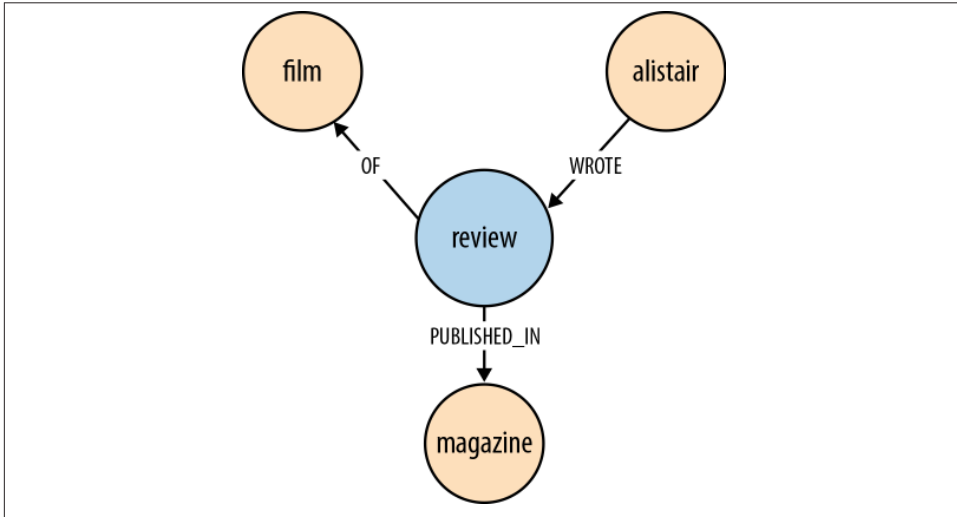 film
alistair
OF
WROTE
review
PUBLISHED_IN
magazine